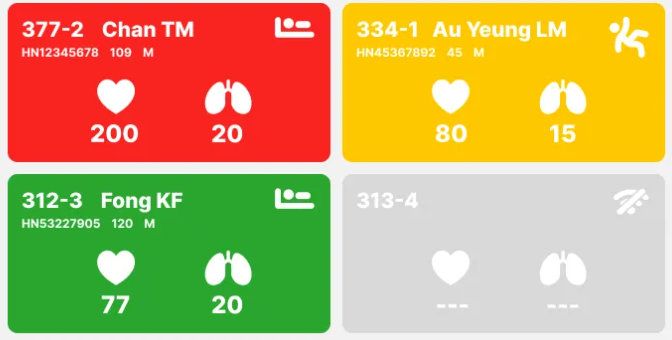 377-2 Chan TM
HN12345678 109 M
200 20
334-1 Au Yeung LM
HN45367892 45 M
80 15
312-3 Fong KF
HN53227905 120 M
77 20
313-4
--- ---